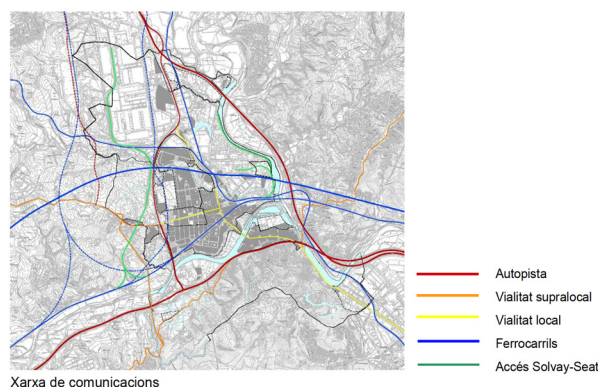 Autopista
Vialitat supralocal
Vialitat local
Ferrocarrils
Accés Solvay-Seat
Xarxa de comunicacions